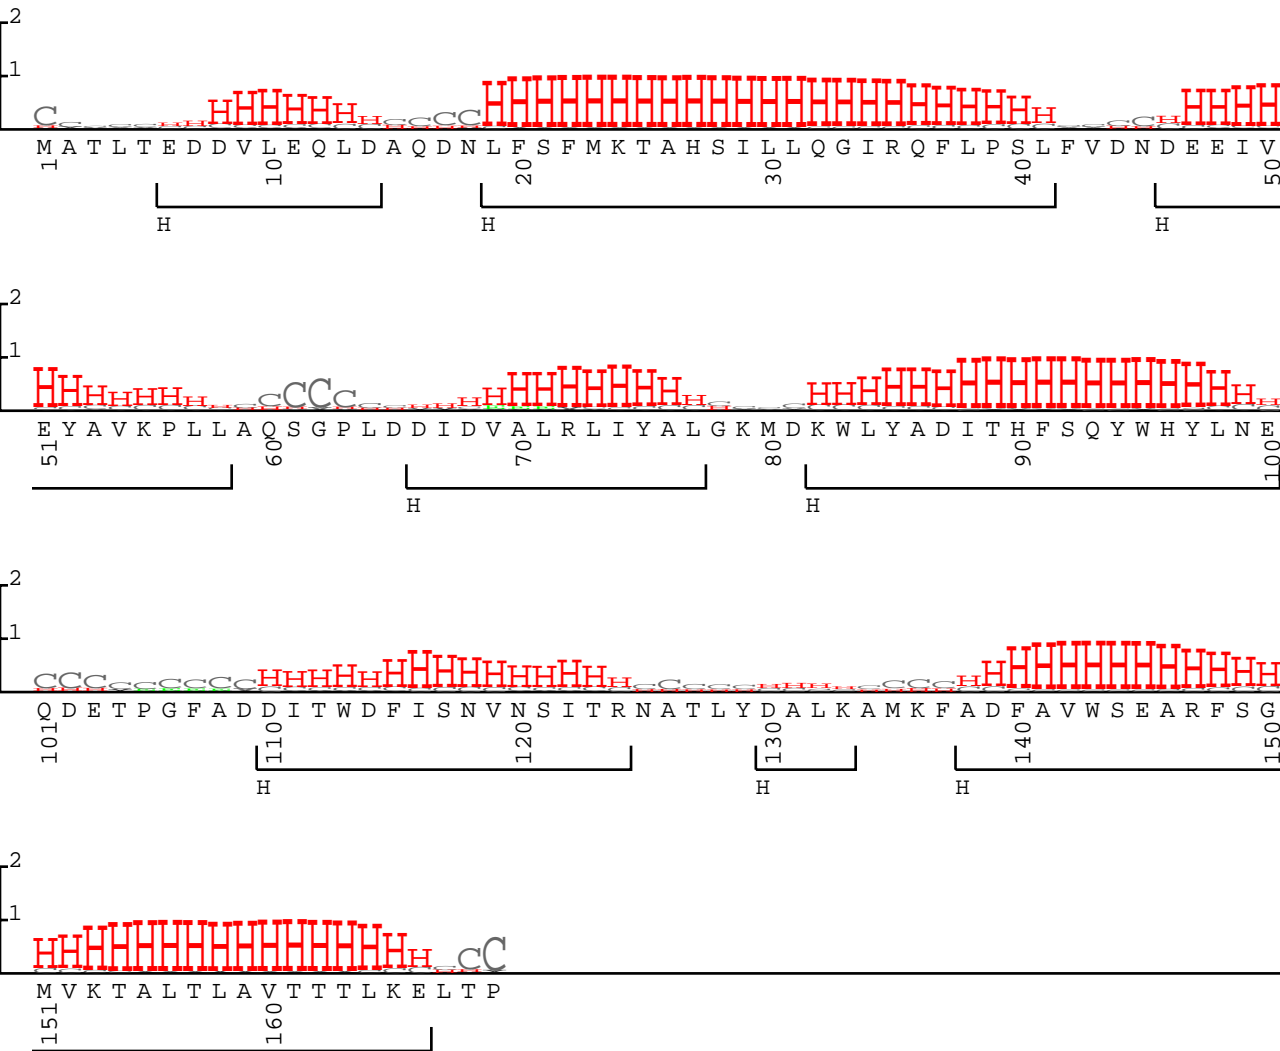 2
1
M A T L T E D D V L E Q L D A Q D N L F S F M K T A H S I L L Q G I R Q F L P S L F V D N D E E I V
1 10 20 30 40 50
H H H
2
1
E Y A V K P L L A Q S G P L D D I D V A L R L I Y A L G K M D K W L Y A D I T H F S Q Y W H Y L N E
51 60 70 80 90 100
H H
2
1
Q D E T P G F A D D I T W D F I S N V N S I T R N A T L Y D A L K A M K F A D F A V W S E A R F S G
101 110 120 130 140 150
H H H
2
1
M V K T A L T L A V T T T L K E L T P
151 160